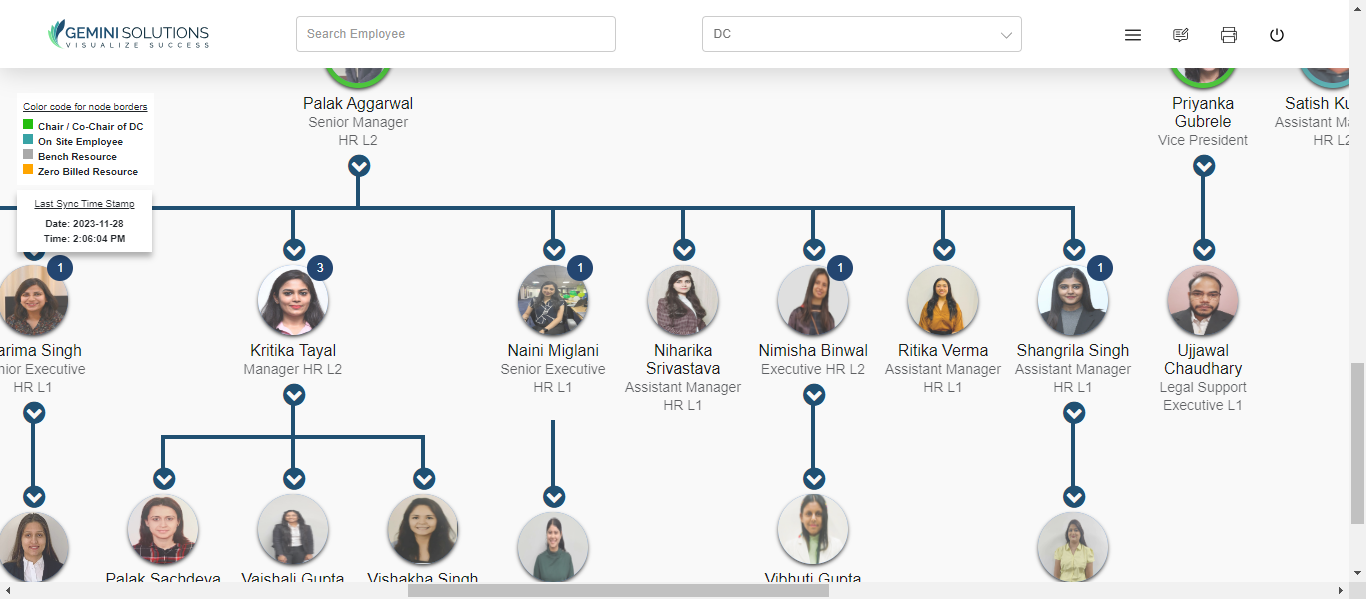 GEMINI SOLUTIONS
VISUALIZE SUCCESS
Search Employee
DC
Color code for node borders
Chair / Co-Chair of DC
On Site Employee
Bench Resource
Zero Billed Resource
Last Sync Time Stamp
Date: 2023-11-28
Time: 2:06:04 PM
Palak Aggarwal
Senior Manager
HR L2
Priyanka
Gubrele
Vice President
Satish Ku
Assistant Ma
HR L2
1
arima Singh
nior Executive
HR L1
3
Kritika Tayal
Manager HR L2
1
Naini Miglani
Senior Executive
HR L1
Niharika
Srivastava
Assistant Manager
HR L1
1
Nimisha Binwal
Executive HR L2
Ritika Verma
Assistant Manager
HR L1
1
Shangrila Singh
Assistant Manager
HR L1
Ujjawal
Chaudhary
Legal Support
Executive L1
Palak Sachdeva
Vaishali Gupta
Vishakha Singh
Vibhuti Gupta